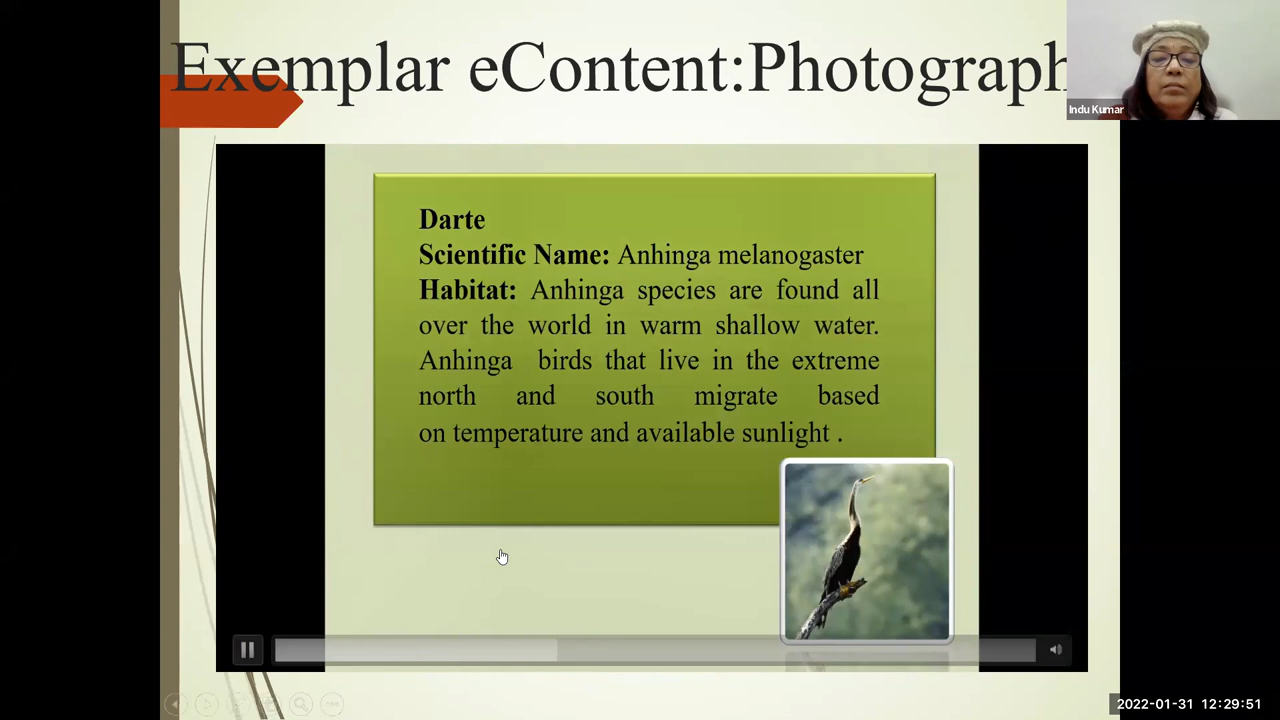 Exemplar eContent:Photograph
Indu Kumar
Darte
Scientific Name: Anhinga melanogaster
Habitat: Anhinga species are found all
over the world in warm shallow water.
Anhinga birds that live in the extreme
north and south migrate based
on temperature and available sunlight .
2022-01-31 12:29:51